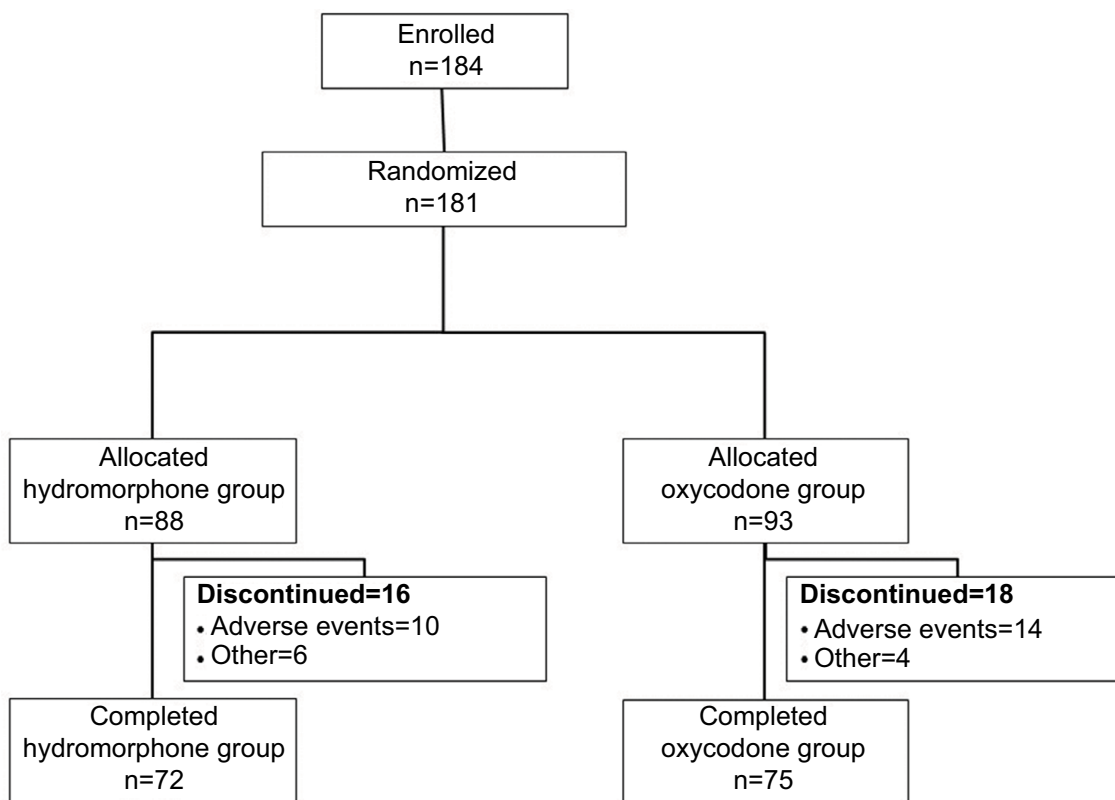 Enrolled
n=184
Randomized
n=181
Allocated
hydromorphone group
n=88
Allocated
oxycodone group
n=93
Discontinued=16
• Adverse events=10
• Other=6
Discontinued=18
• Adverse events=14
• Other=4
Completed
hydromorphone group
n=72
Completed
oxycodone group
n=75